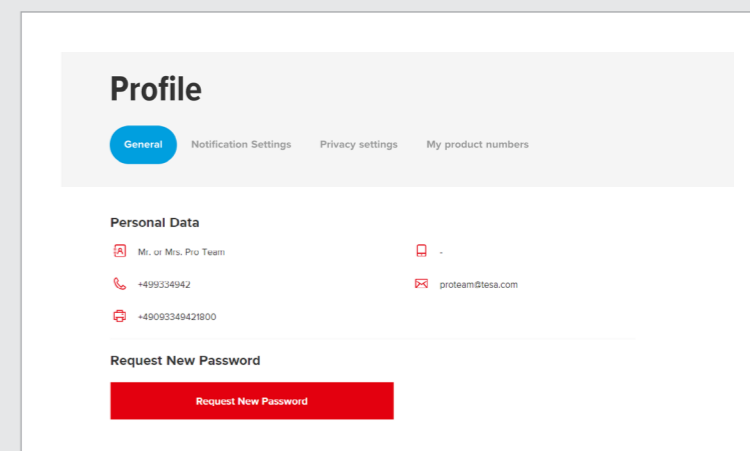 Profile
General Notification Settings Privacy settings My product numbers
Personal Data
Mr. or Mrs. Pro Team -
+499334942 proteam@tesa.com
+49093349421800
Request New Password
Request New Password